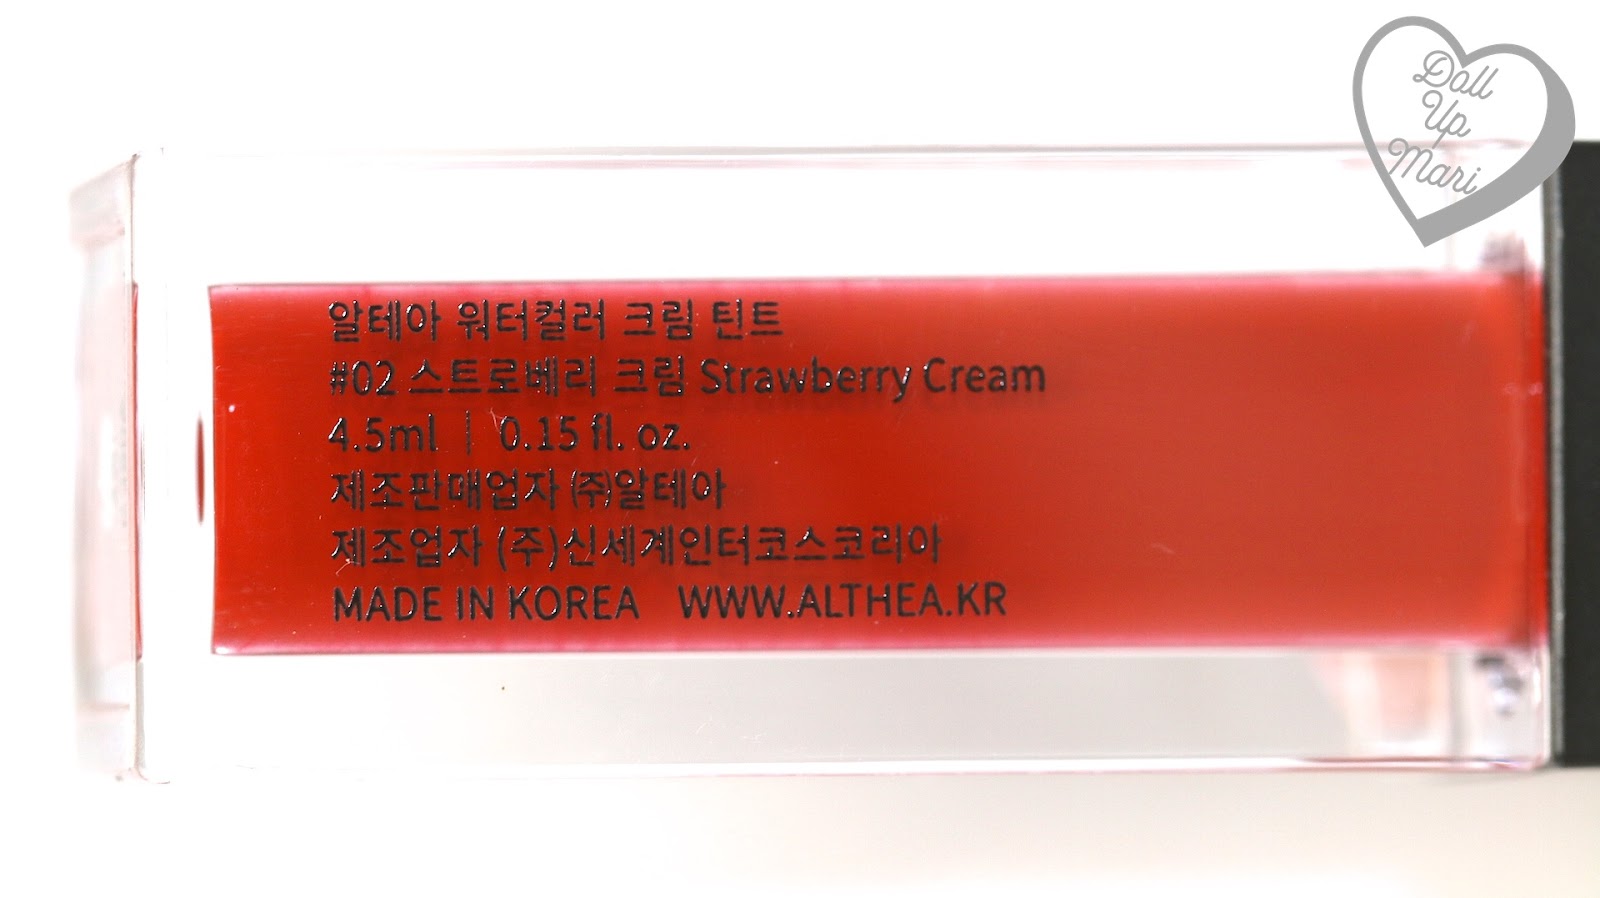 Doll
Up
Mari
알테아 워터컬러 크림 틴트
#02 스트로베리 크림 Strawberry Cream
4.5ml | 0.15 fl. oz.
제조판매업자 ㈜알테아
제조업자 (주)신세계인터코스코리아
MADE IN KOREA WWW.ALTHEA.KR